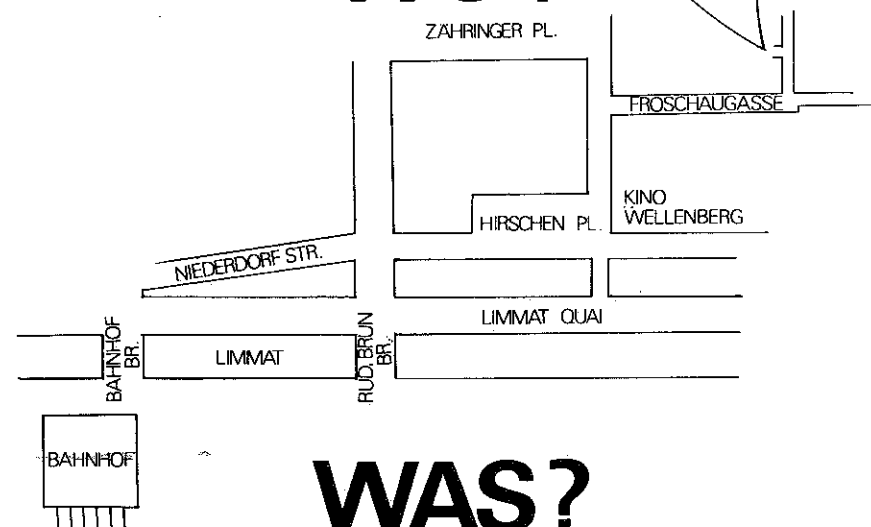 ZÄHRINGER PL.
FROSCHAUGASSE
KINO
WELLENBERG
HIRSCHEN PL.
NIEDERDORF STR.
LIMMAT QUAI
BAHNHOF
BR.
LIMMAT
RUD. BRUN
BR.
BAHNHOF
WAS?